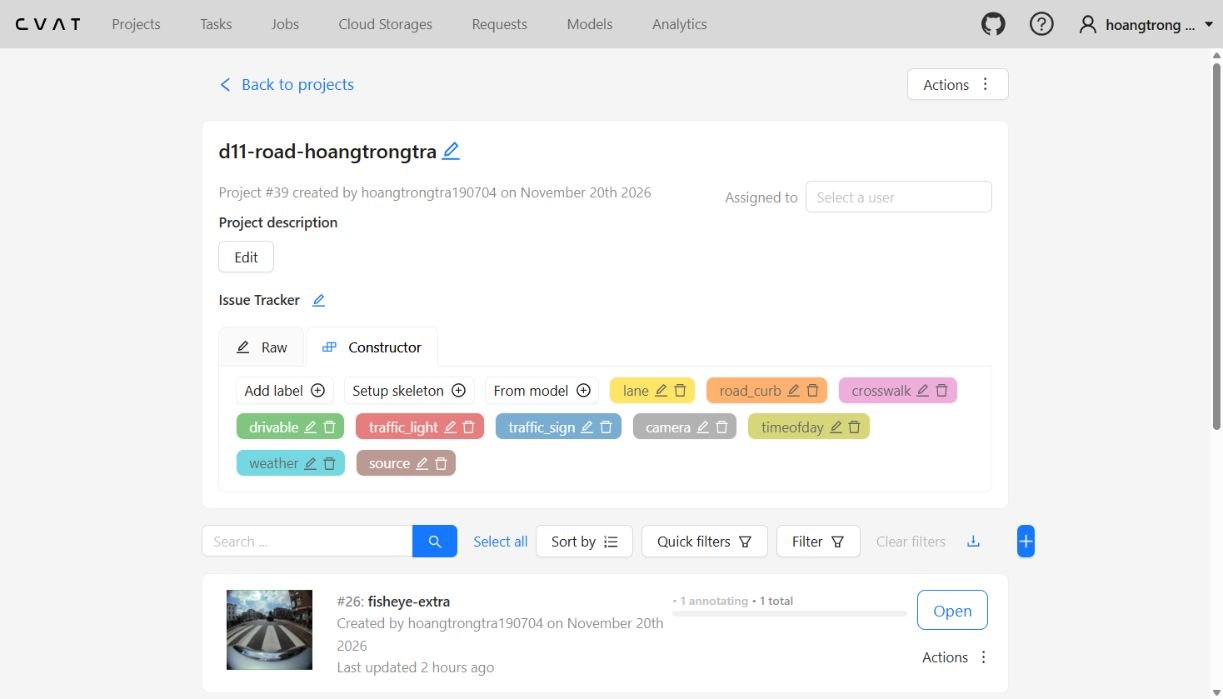 CVAT Projects Tasks Jobs Cloud Storages Requests Models Analytics hoangtrong ...
Back to projects Actions
d11-road-hoangtrongtra
Project #39 created by hoangtrongtra190704 on November 20th 2026
Assigned to Select a user
Project description
Edit
Issue Tracker
Raw Constructor
Add label Setup skeleton From model lane road_curb crosswalk
drivable traffic_light traffic_sign camera timeofday
weather source
Search ... Select all Sort by Quick filters Filter Clear filters
#26: fisheye-extra
Created by hoangtrongtra190704 on November 20th
2026
Last updated 2 hours ago
• 1 annotating • 1 total
Open
Actions